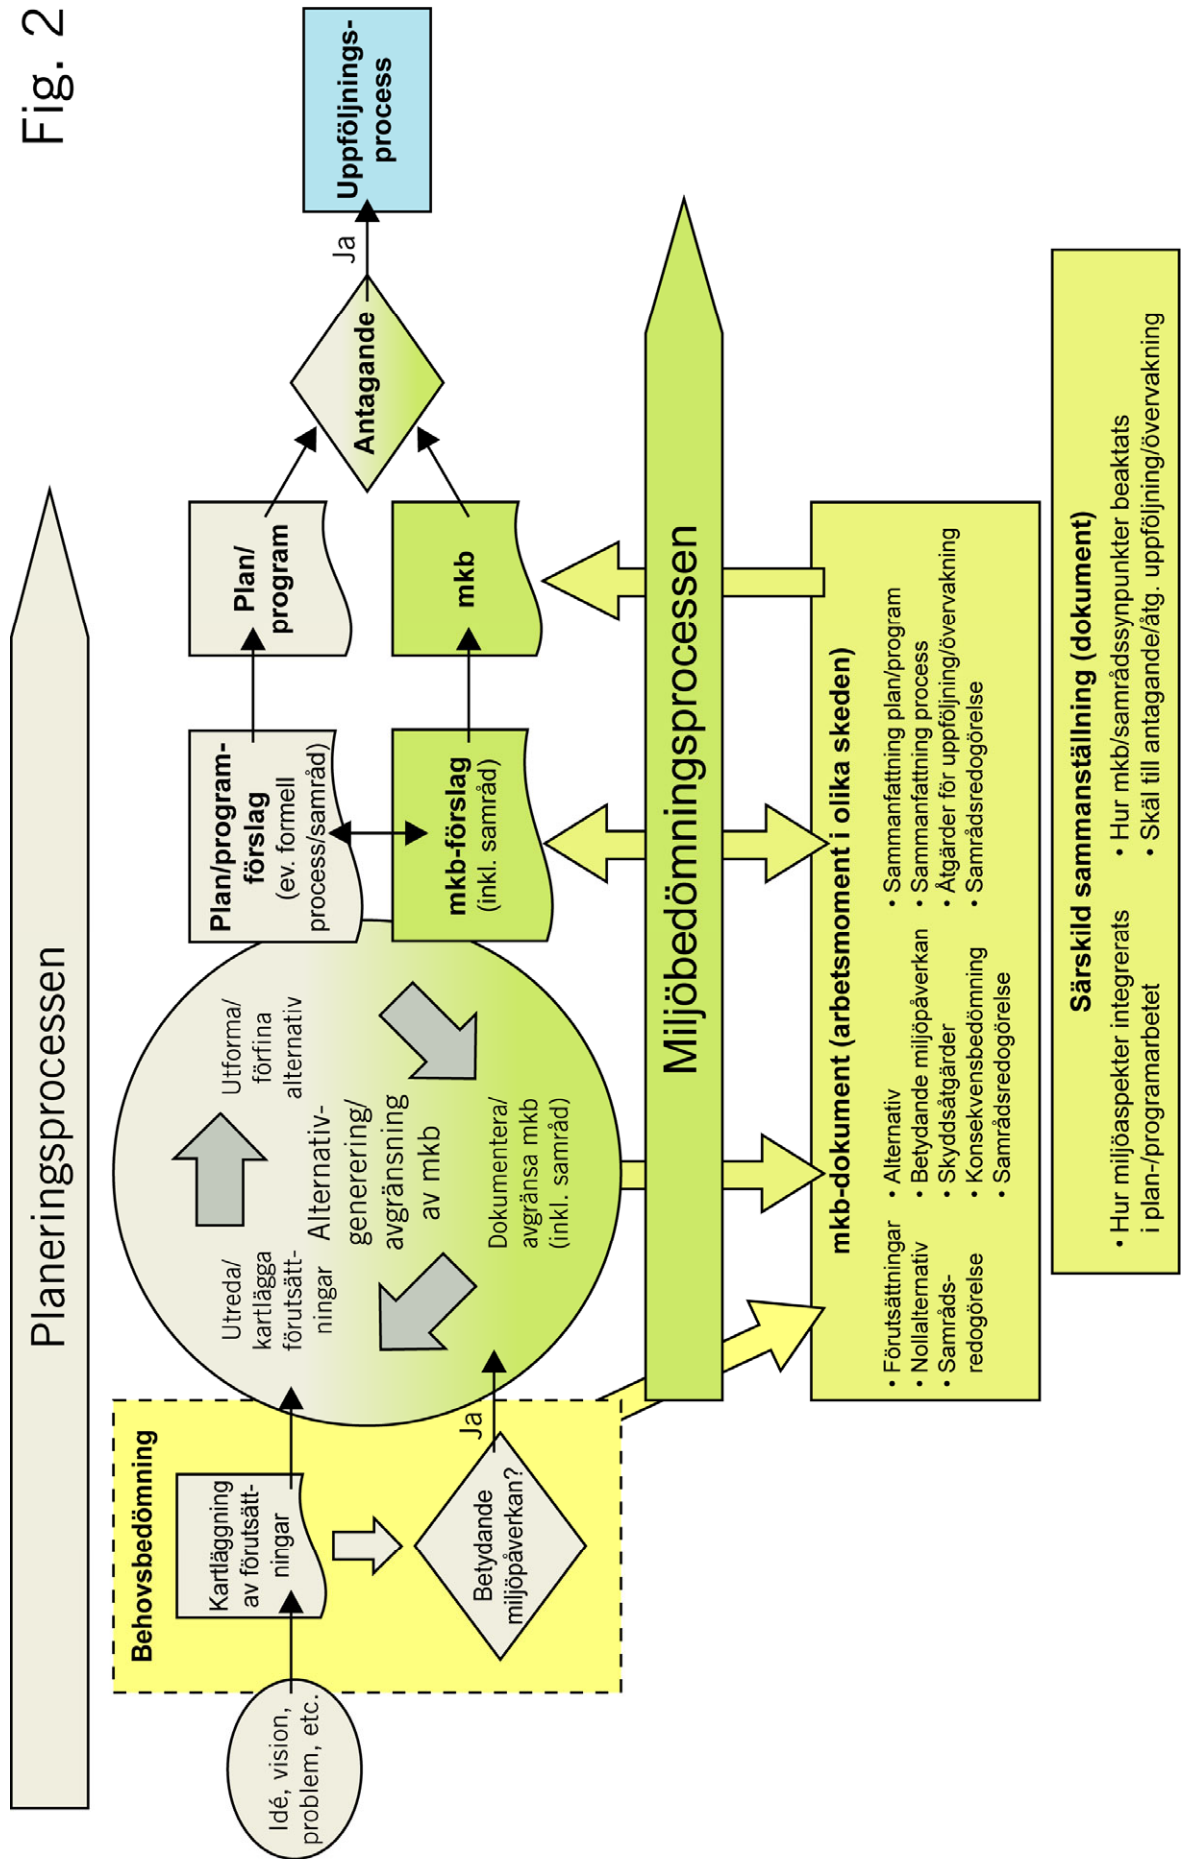 Fig. 2
Planeringsprocessen
Idé, vision,
problem, etc.
Behovsbedömning
Kartläggning
av förutsätt-
ningar
Betydande
miljöpåverkan?
Ja
Utreda/
kartlägga
förutsätt-
ningar
Utforma/
förfina
alternativ
Alternativ-
generering/
avgränsning
av mkb
Dokumentera/
avgränsa mkb
(inkl. samråd)
Plan/program-
förslag
(ev. formell
process/samråd)
mkb-förslag
(inkl. samråd)
Plan/
program
mkb
Antagande
Ja
Uppföljnings-
process
Miljöbedömningsprocessen
mkb-dokument (arbetsmoment i olika skeden)
• Förutsättningar
• Nollalternativ
• Samråds-
redogörelse
• Alternativ
• Betydande miljöpåverkan
• Skyddsåtgärder
• Konsekvensbedömning
• Samrådsredogörelse
• Sammanfattning plan/program
• Sammanfattning process
• Åtgärder för uppföljning/övervakning
• Samrådsredogörelse
Särskild sammanställning (dokument)
• Hur miljöaspekter integrerats
i plan-/programarbetet
• Hur mkb/samrådssynpunkter beaktats
• Skäl till antagande/åtg. uppföljning/övervakning